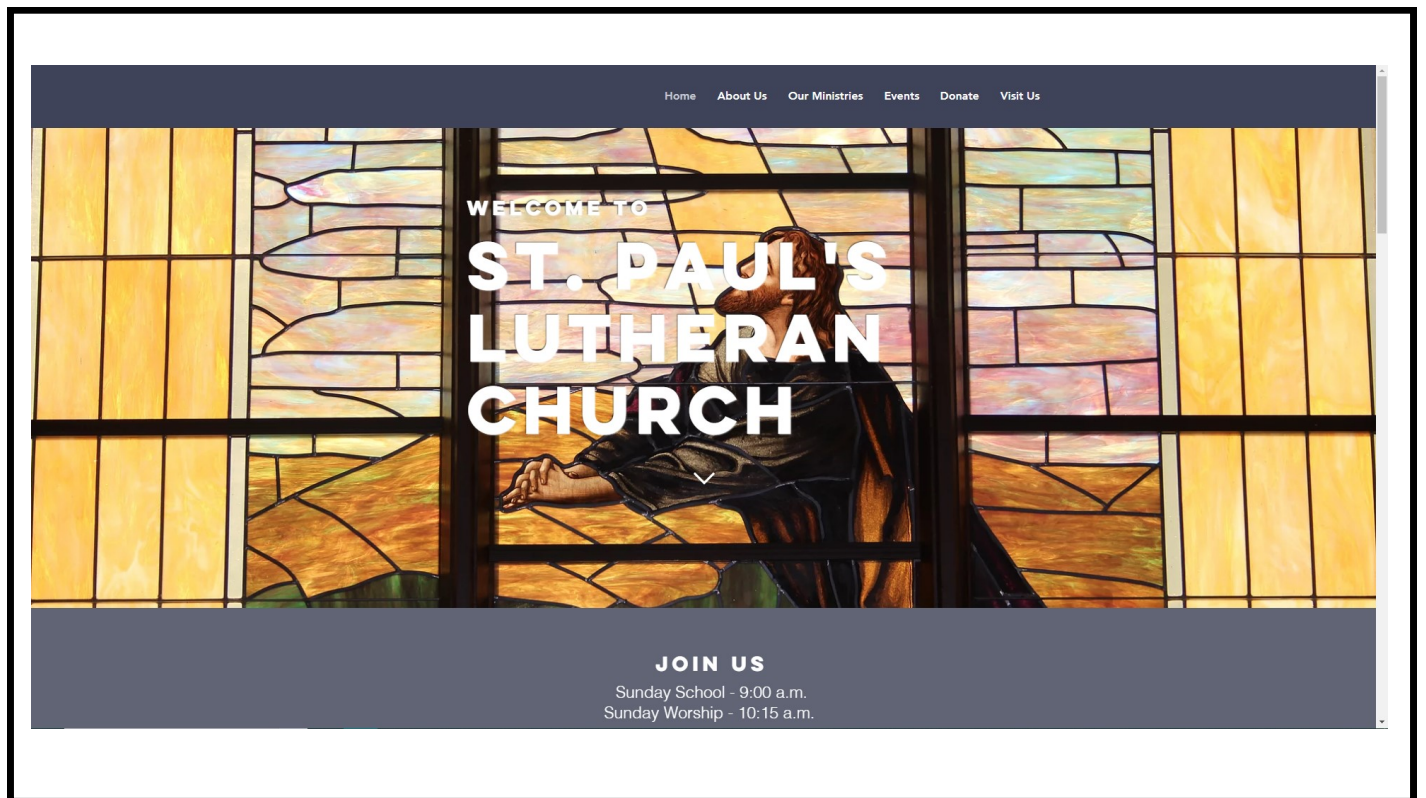 Home About Us Our Ministries Events Donate Visit Us
WELCOME TO
ST. PAUL'S
LUTHERAN
CHURCH
JOIN US
Sunday School - 9:00 a.m.
Sunday Worship - 10:15 a.m.